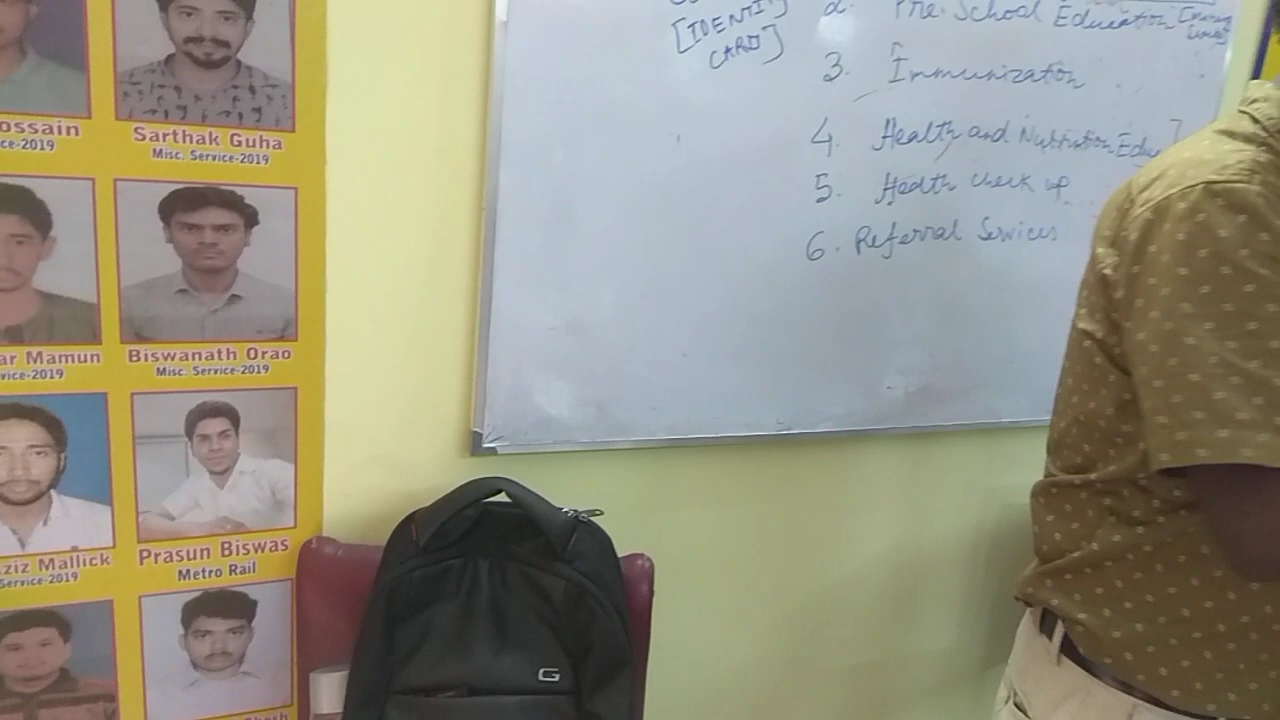 ossain
ce-2019
Sarthak Guha
Misc. Service-2019
ar Mamun
vice-2019
Biswanath Orao
Misc. Service-2019
ziz Mallick
Service-2019
Prasun Biswas
Metro Rail
[IDENTITY
CARD]
2. Pre-School Education
3. Immunization
4. Health and Nutrition Edu
5. Health check up
6. Referral Services
G